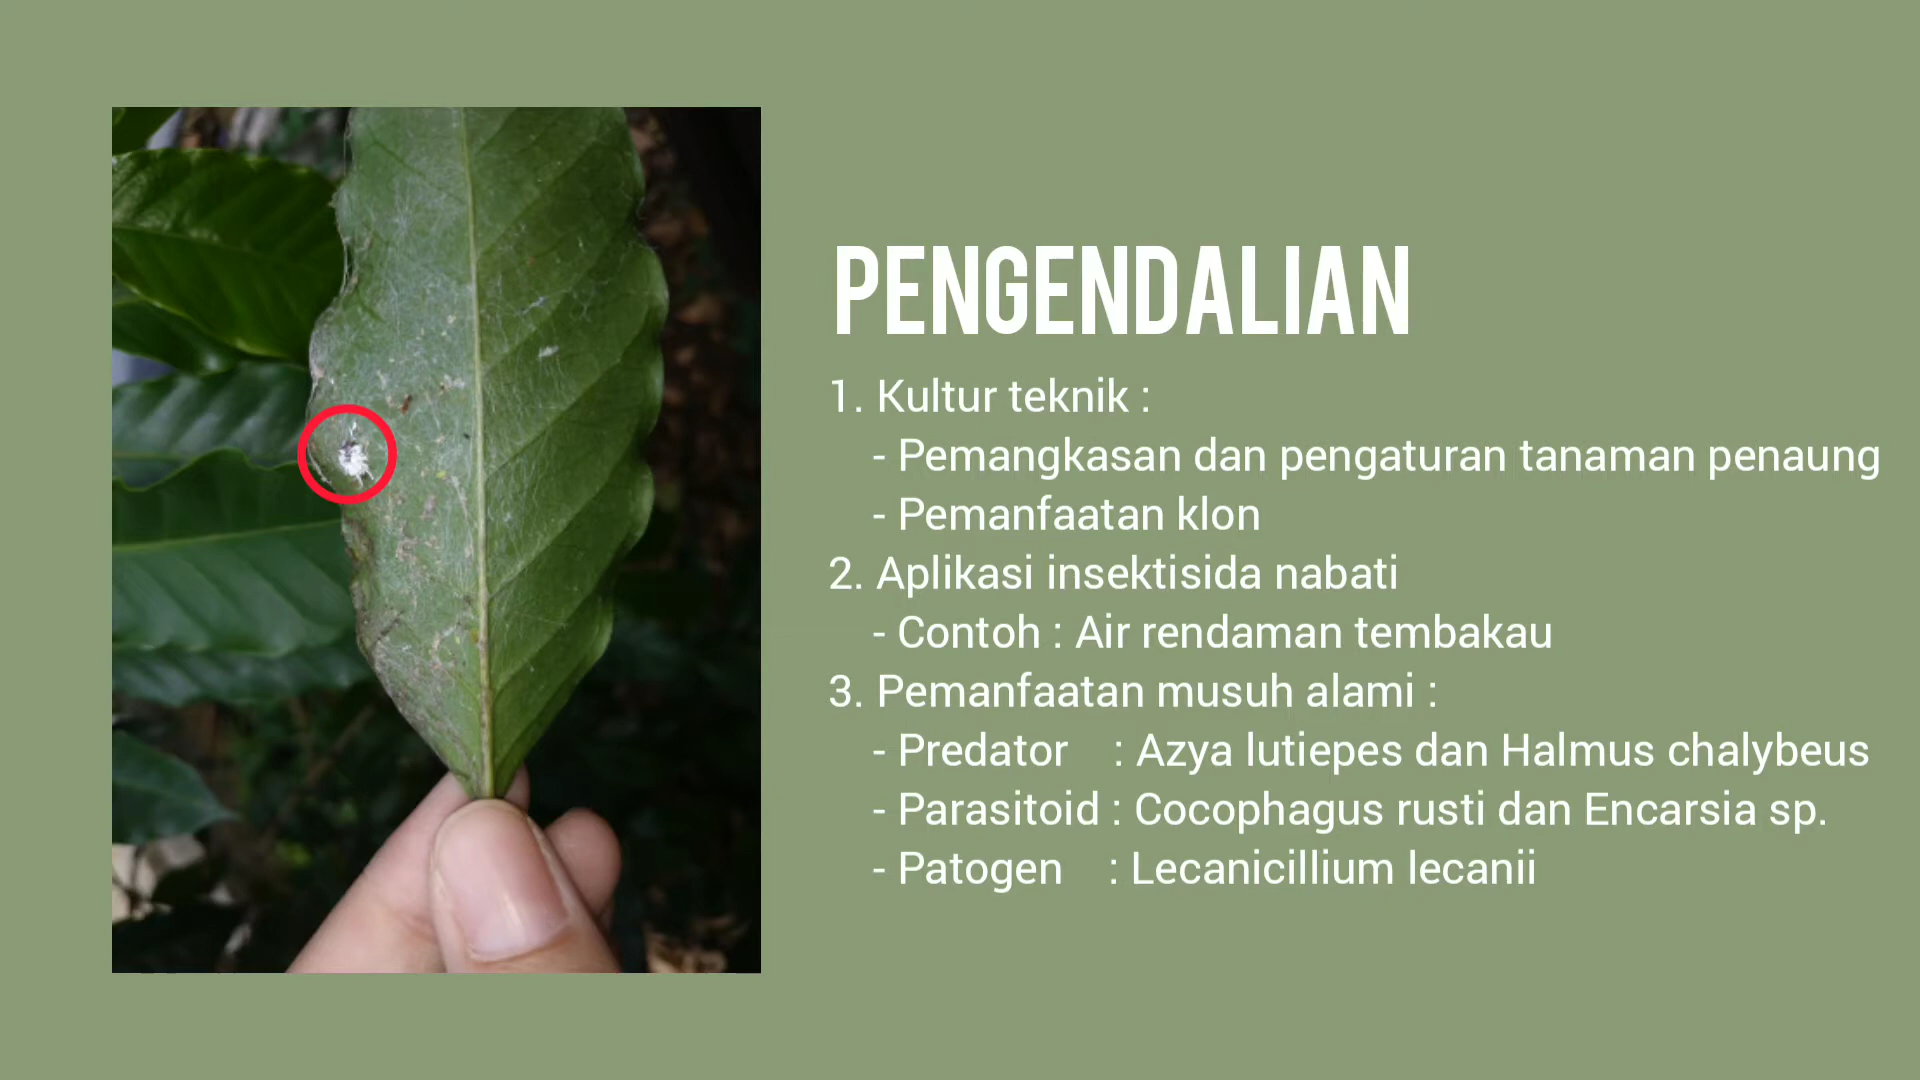 PENGENDALIAN
1. Kultur teknik :
- Pemangkasan dan pengaturan tanaman penaung
- Pemanfaatan klon
2. Aplikasi insektisida nabati
- Contoh : Air rendaman tembakau
3. Pemanfaatan musuh alami :
- Predator : Azya lutiepes dan Halmus chalybeus
- Parasitoid : Cocophagus rusti dan Encarsia sp.
- Patogen : Lecanicillium lecanii